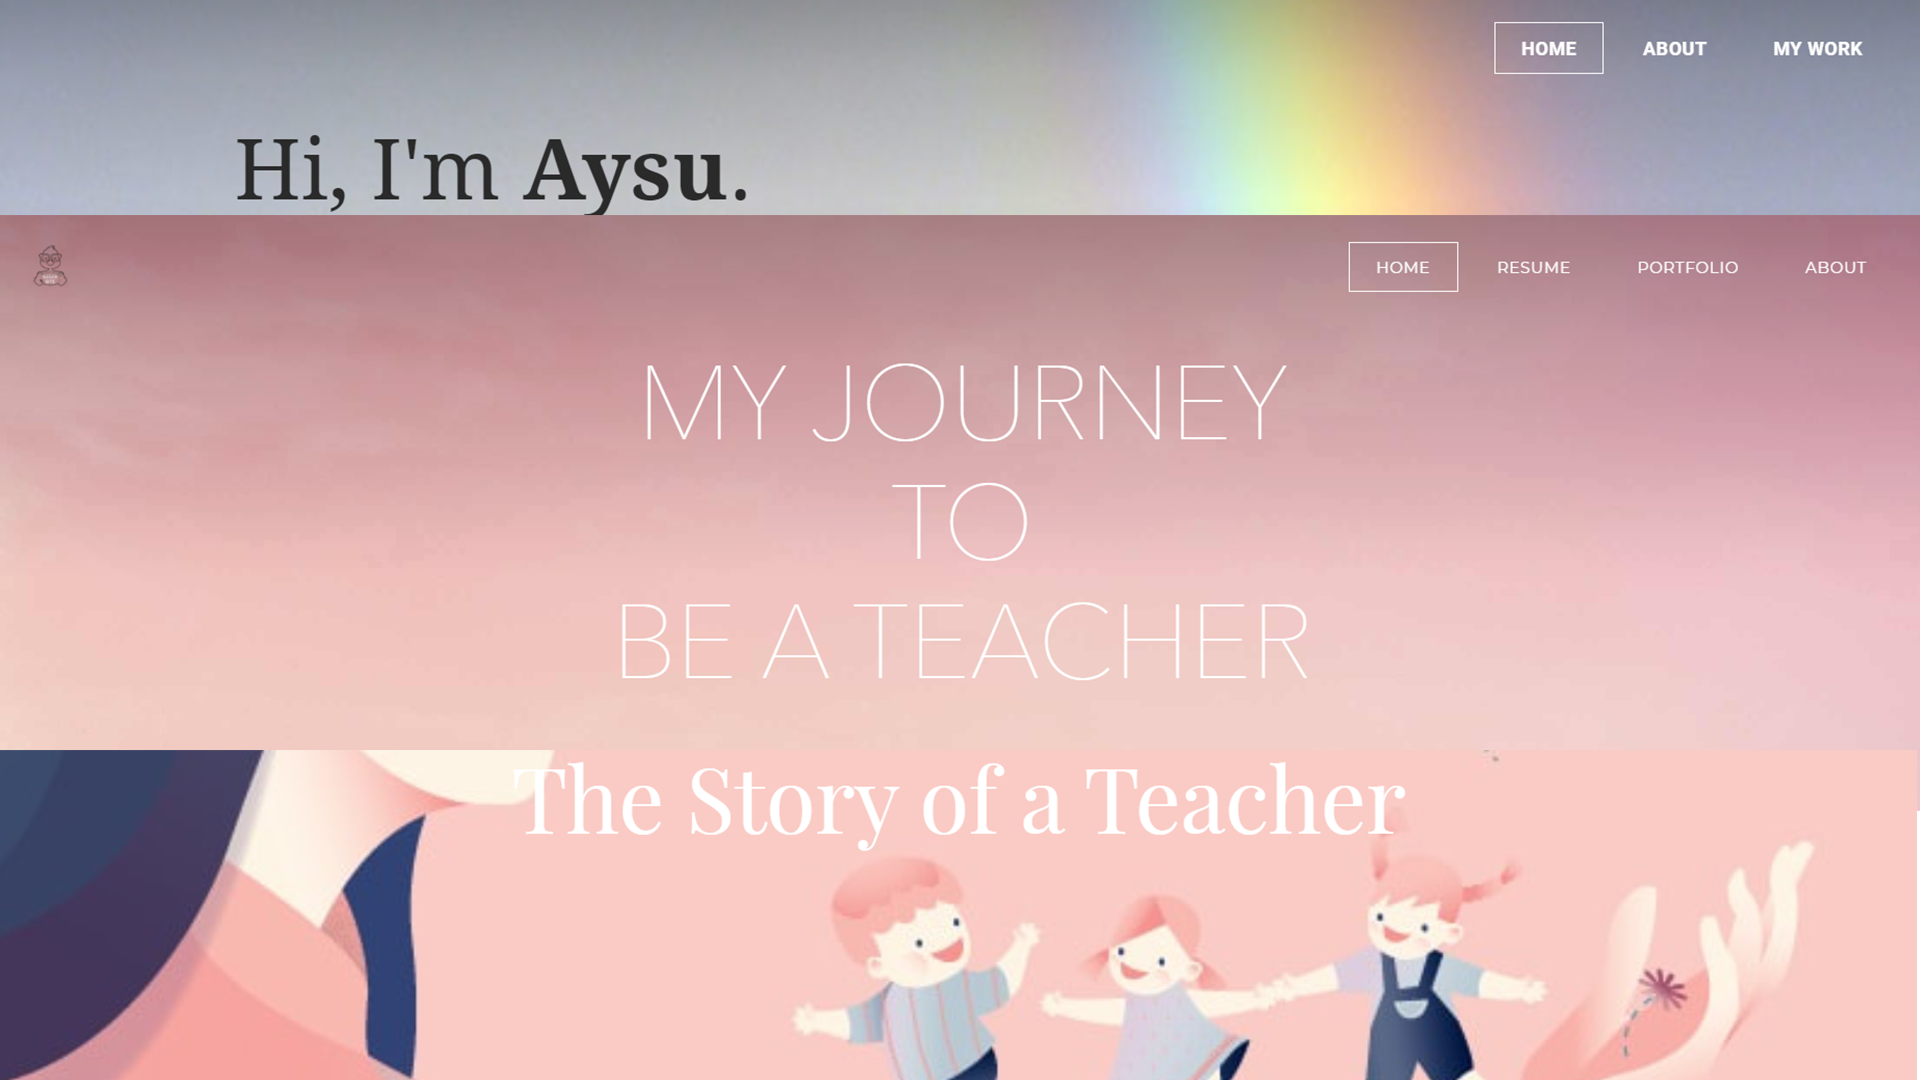 HOME ABOUT MY WORK
Hi, I'm Aysu.
HOME RESUME PORTFOLIO ABOUT
MY JOURNEY
TO
BE A TEACHER
The Story of a Teacher